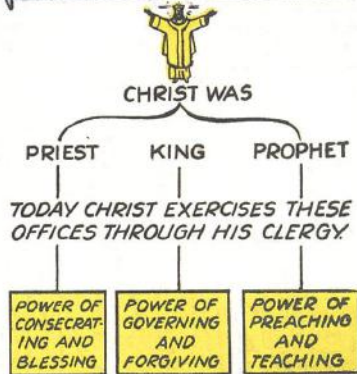 CHRIST WAS
PRIEST KING PROPHET
TODAY CHRIST EXERCISES THESE
OFFICES THROUGH HIS CLERGY.
POWER OF
CONSECRAT-
ING AND
BLESSING
POWER OF
GOVERNING
AND
FORGIVING
POWER OF
PREACHING
AND
TEACHING